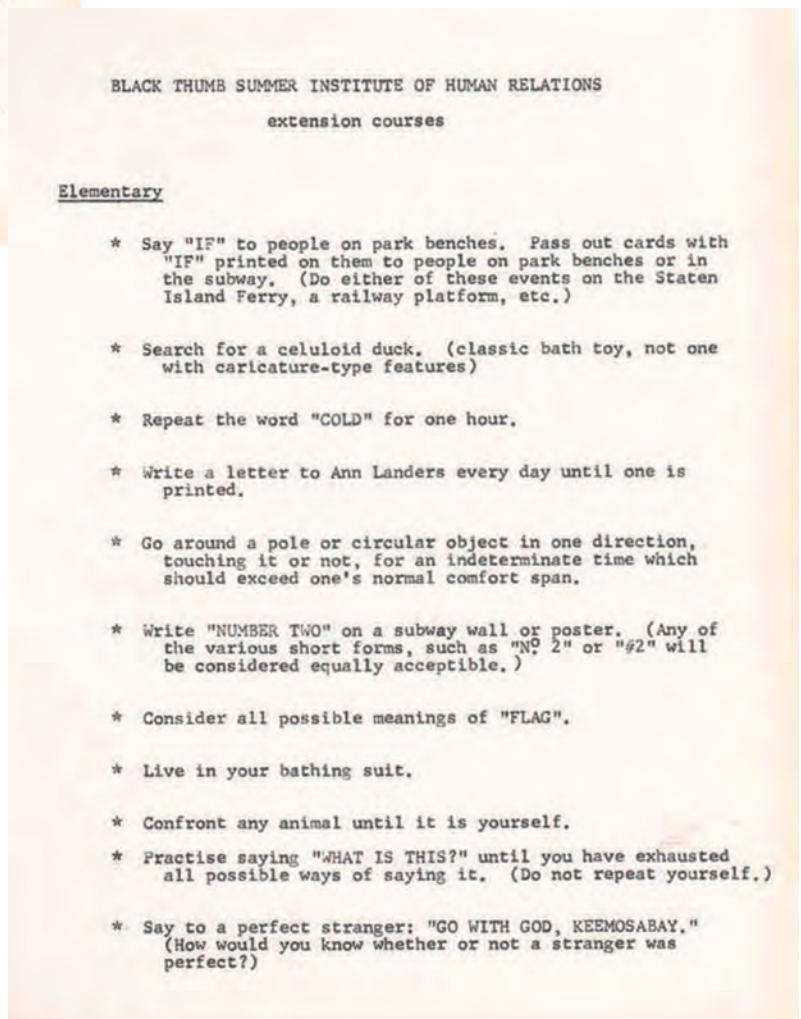 BLACK THUMB SUMMER INSTITUTE OF HUMAN RELATIONS
extension courses
Elementary
* Say "IF" to people on park benches. Pass out cards with
"IF" printed on them to people on park benches or in
the subway. (Do either of these events on the Staten
Island Ferry, a railway platform, etc.)
* Search for a celuloid duck. (classic bath toy, not one
with caricature-type features)
* Repeat the word "COLD" for one hour.
* Write a letter to Ann Landers every day until one is
printed.
* Go around a pole or circular object in one direction,
touching it or not, for an indeterminate time which
should exceed one's normal comfort span.
* Write "NUMBER TWO" on a subway wall or poster. (Any of
the various short forms, such as "Nº 2" or "#2" will
be considered equally acceptible.)
* Consider all possible meanings of "FLAG".
* Live in your bathing suit.
* Confront any animal until it is yourself.
* Practise saying "WHAT IS THIS?" until you have exhausted
all possible ways of saying it. (Do not repeat yourself.)
* Say to a perfect stranger: "GO WITH GOD, KEEMOSABAY."
(How would you know whether or not a stranger was
perfect?)